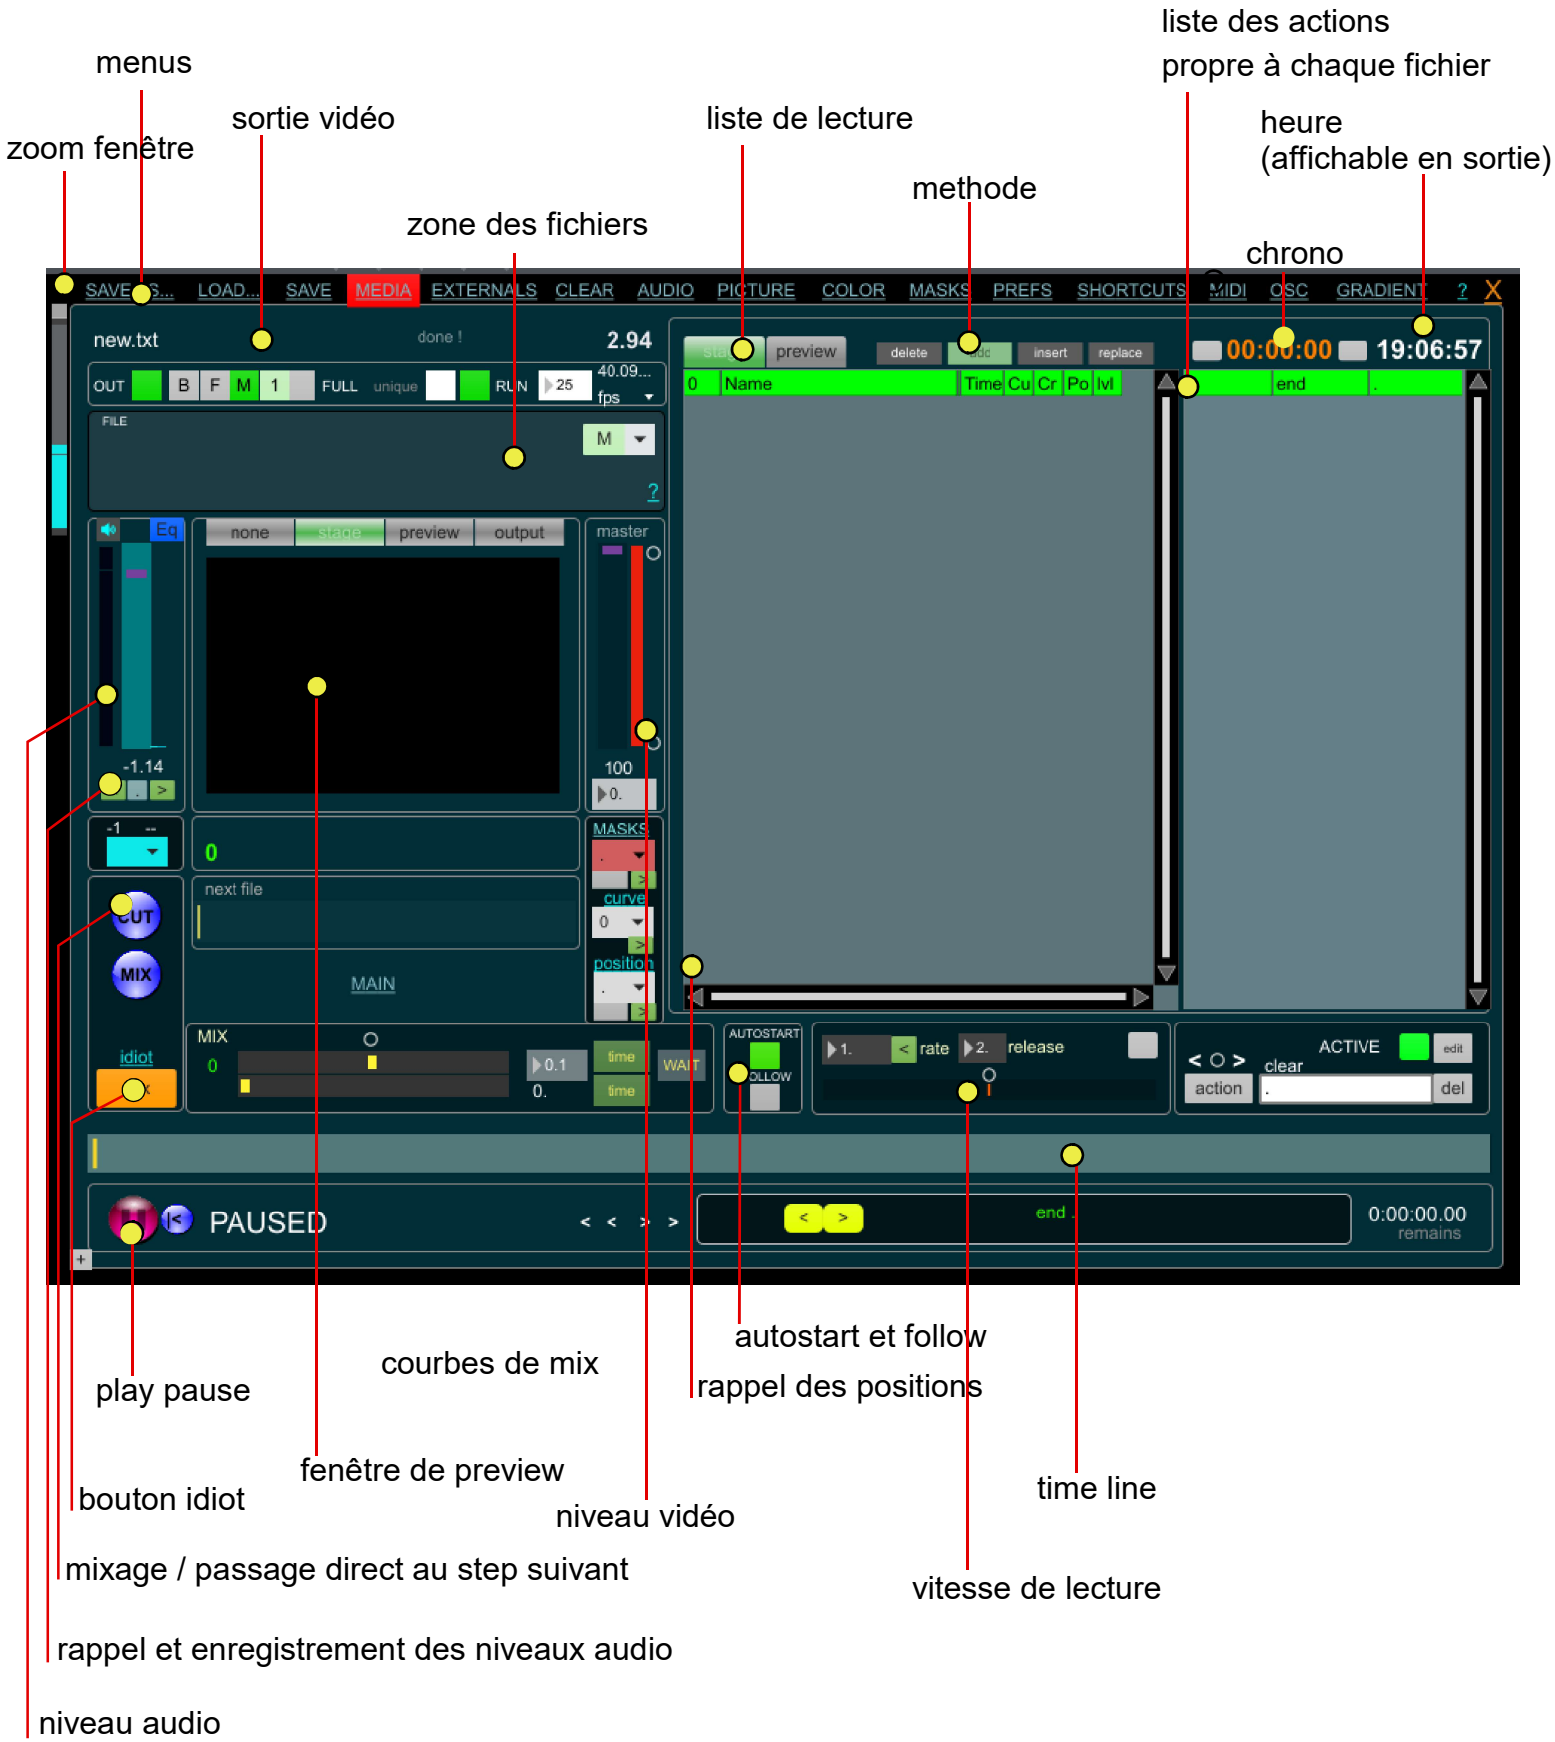 liste des actions
propre à chaque fichier
menus
sortie vidéo
liste de lecture
heure
(affichable en sortie)
zoom fenêtre
methode
zone des fichiers
chrono
LOAD... SAVE MEDIA EXTERNALS CLEAR AUDIO PICTURE COLOR MASKS PREFS SHORTCUTS MIDI OSC GRADIENT ? X
new.txt done ! 2.94
preview delete add insert replace 00:00:00 19:06:57
OUT B F M 1 FULL unique RUN 25 40.09... fps
0 Name Time Cu Cr Po lvl end .
FILE
M
?
Eq none stage preview output master
-1.14
. >
100
0.
-1 --
0
MASKS
.
>
next file
curve
0
>
CUT
MIX
MAIN
position
.
>
MIX
0
0.1 time WAIT
0. time
idiot
AUTOSTART
FOLLOW
1. < rate 2. release
< > clear ACTIVE edit
action . del
PAUSED < < > > < > end . 0:00:00.00
remains
|<
+
autostart et follow
courbes de mix
rappel des positions
play pause
fenêtre de preview
time line
bouton idiot
niveau vidéo
mixage / passage direct au step suivant
vitesse de lecture
rappel et enregistrement des niveaux audio
niveau audio